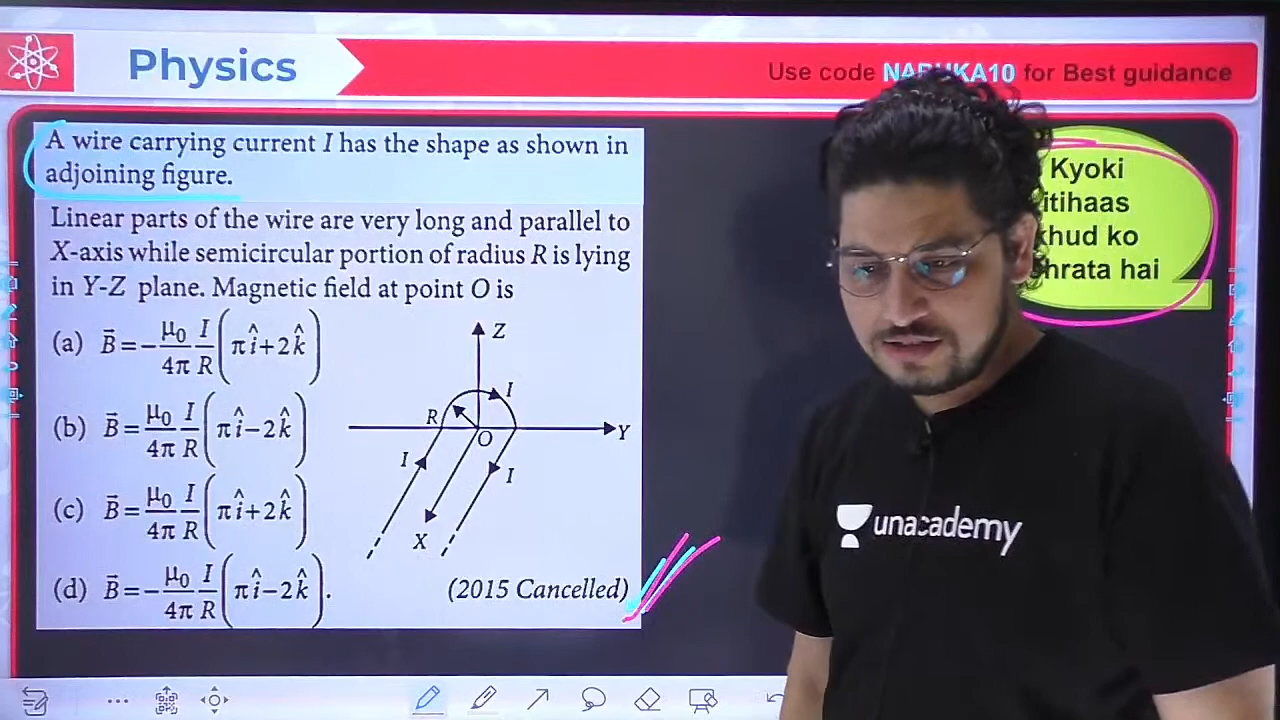 Physics
Use code NARUKA10 for Best guidance
A wire carrying current I has the shape as shown in
adjoining figure.
Linear parts of the wire are very long and parallel to
X-axis while semicircular portion of radius R is lying
in Y-Z plane. Magnetic field at point O is
(a) B⃗=−μ₀/4π I/R(πî+2k̂)
(b) B⃗=μ₀/4π I/R(πî−2k̂)
(c) B⃗=μ₀/4π I/R(πî+2k̂)
(d) B⃗=−μ₀/4π I/R(πî−2k̂).
Z
I
R
O
Y
I
I
X
(2015 Cancelled)
Kyoki
itihaas
khud ko
hai
unacademy